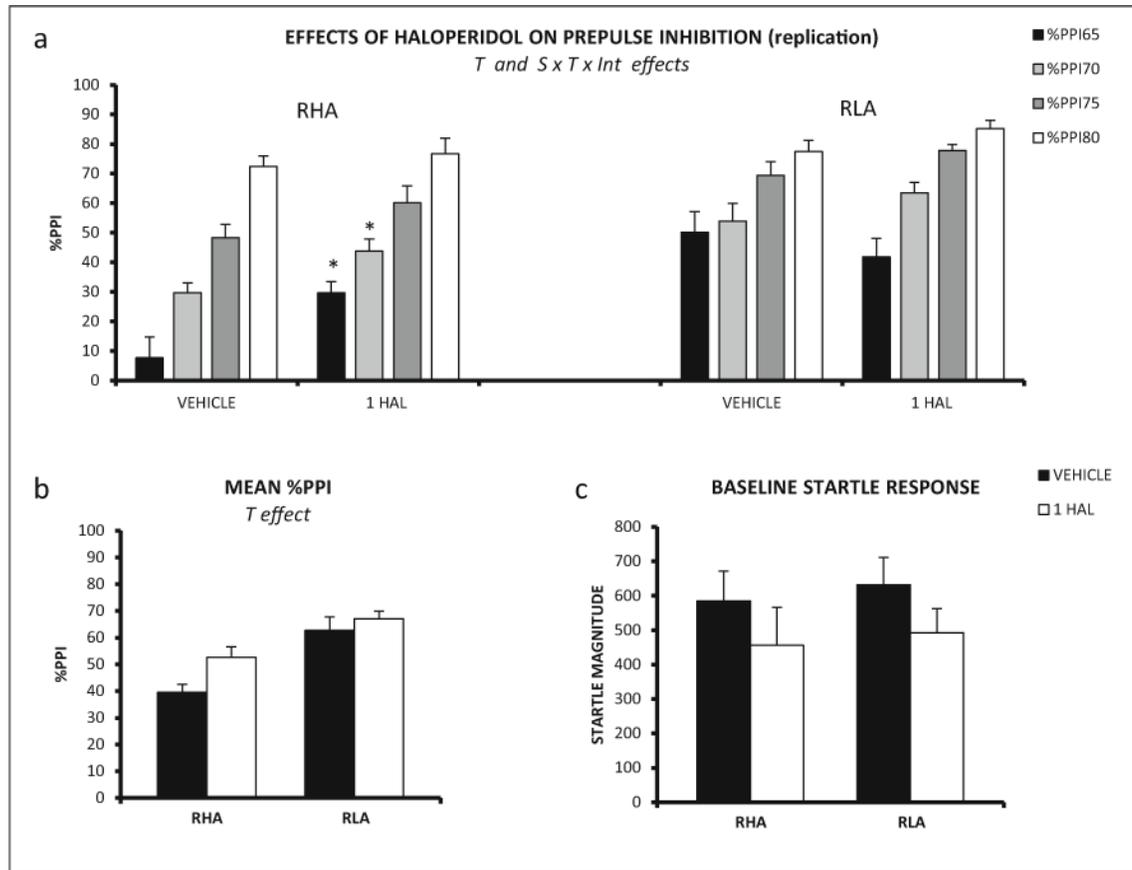 a
EFFECTS OF HALOPERIDOL ON PREPULSE INHIBITION (replication)
T and S x T x Int effects
%PPI65
%PPI70
%PPI75
%PPI80
RHA
RLA
%PPI
100
90
80
70
60
50
40
30
20
10
0
*
*
VEHICLE
1 HAL
VEHICLE
1 HAL
b
MEAN %PPI
T effect
%PPI
100
90
80
70
60
50
40
30
20
10
0
RHA
RLA
c
BASELINE STARTLE RESPONSE
VEHICLE
1 HAL
STARTLE MAGNITUDE
800
700
600
500
400
300
200
100
0
RHA
RLA